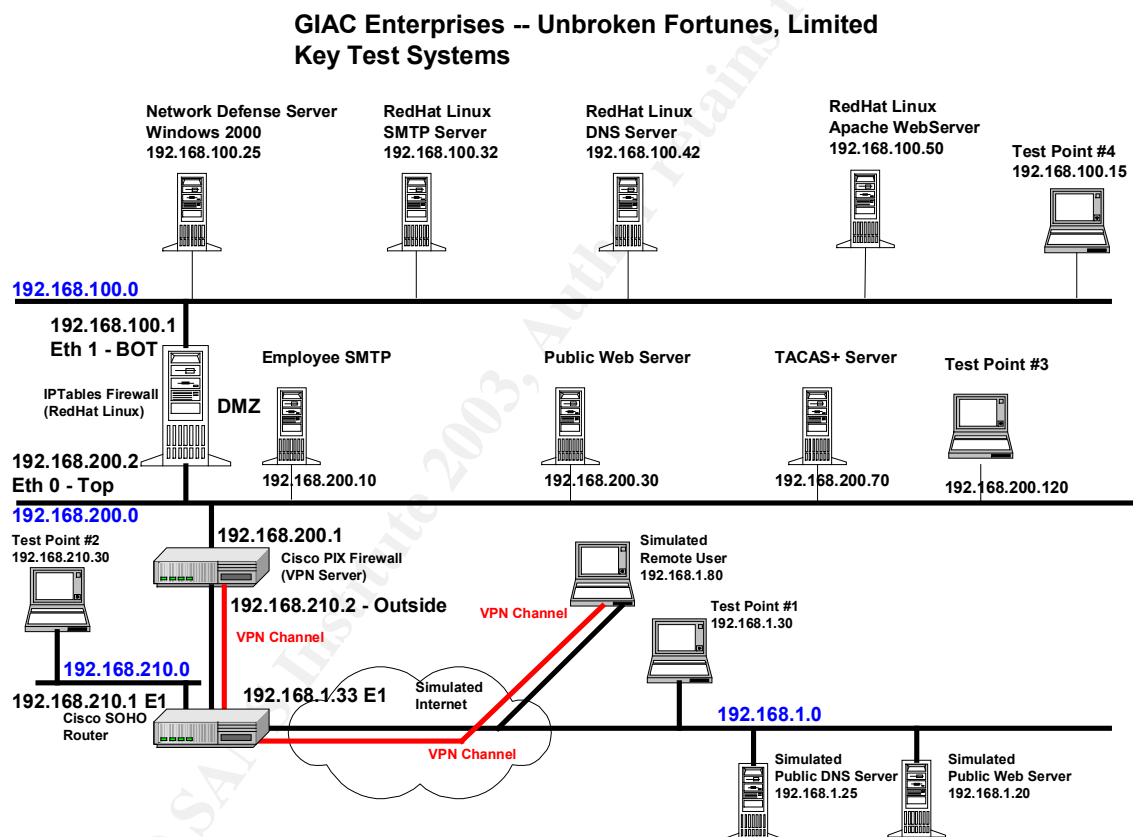 GIAC Enterprises -- Unbroken Fortunes, Limited
Key Test Systems
Network Defense Server
Windows 2000
192.168.100.25
RedHat Linux
SMTP Server
192.168.100.32
RedHat Linux
DNS Server
192.168.100.42
RedHat Linux
Apache WebServer
192.168.100.50
Test Point #4
192.168.100.15
192.168.100.0
192.168.100.1
Eth 1 - BOT
IPTables Firewall
(RedHat Linux)
DMZ
Employee SMTP
Public Web Server
TACAS+ Server
Test Point #3
192.168.200.2
Eth 0 - Top
192.168.200.10
192.168.200.30
192.168.200.70
192.168.200.120
192.168.200.0
Test Point #2
192.168.210.30
192.168.200.1
Cisco PIX Firewall
(VPN Server)
192.168.210.2 - Outside
VPN Channel
Simulated
Remote User
192.168.1.80
VPN Channel
Test Point #1
192.168.1.30
192.168.210.0
192.168.210.1 E1
Cisco SOHO
Router
192.168.1.33 E1
Simulated
Internet
VPN Channel
192.168.1.0
Simulated
Public DNS Server
192.168.1.25
Simulated
Public Web Server
192.168.1.20
SANS Institute 2003, Author retains